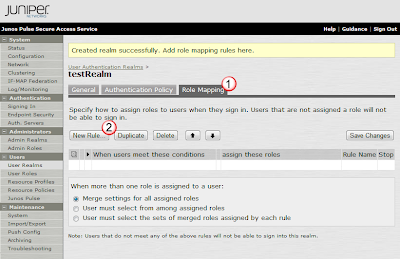 JUNIPER
NETWORKS
Junos Pulse Secure Access Service
Help | Guidance | Sign Out
System
Status
Configuration
Network
Clustering
IF-MAP Federation
Log/Monitoring
Authentication
Signing In
Endpoint Security
Auth. Servers
Administrators
Admin Realms
Admin Roles
Users
User Realms
User Roles
Resource Profiles
Resource Policies
Junos Pulse
Maintenance
System
Import/Export
Push Config
Archiving
Troubleshooting
Created realm successfully. Add role mapping rules here.
User Authentication Realms >
testRealm
General
Authentication Policy
Role Mapping
1
Specify how to assign roles to users when they sign in. Users that are not assigned a role will not
be able to sign in.
2
New Rule...
Duplicate
Delete
Save Changes
When users meet these conditions
assign these roles
Rule Name
Stop
When more than one role is assigned to a user:
Merge settings for all assigned roles
User must select from among assigned roles
User must select the sets of merged roles assigned by each rule
Note: Users that do not meet any of the above rules will not be able to sign into this realm.